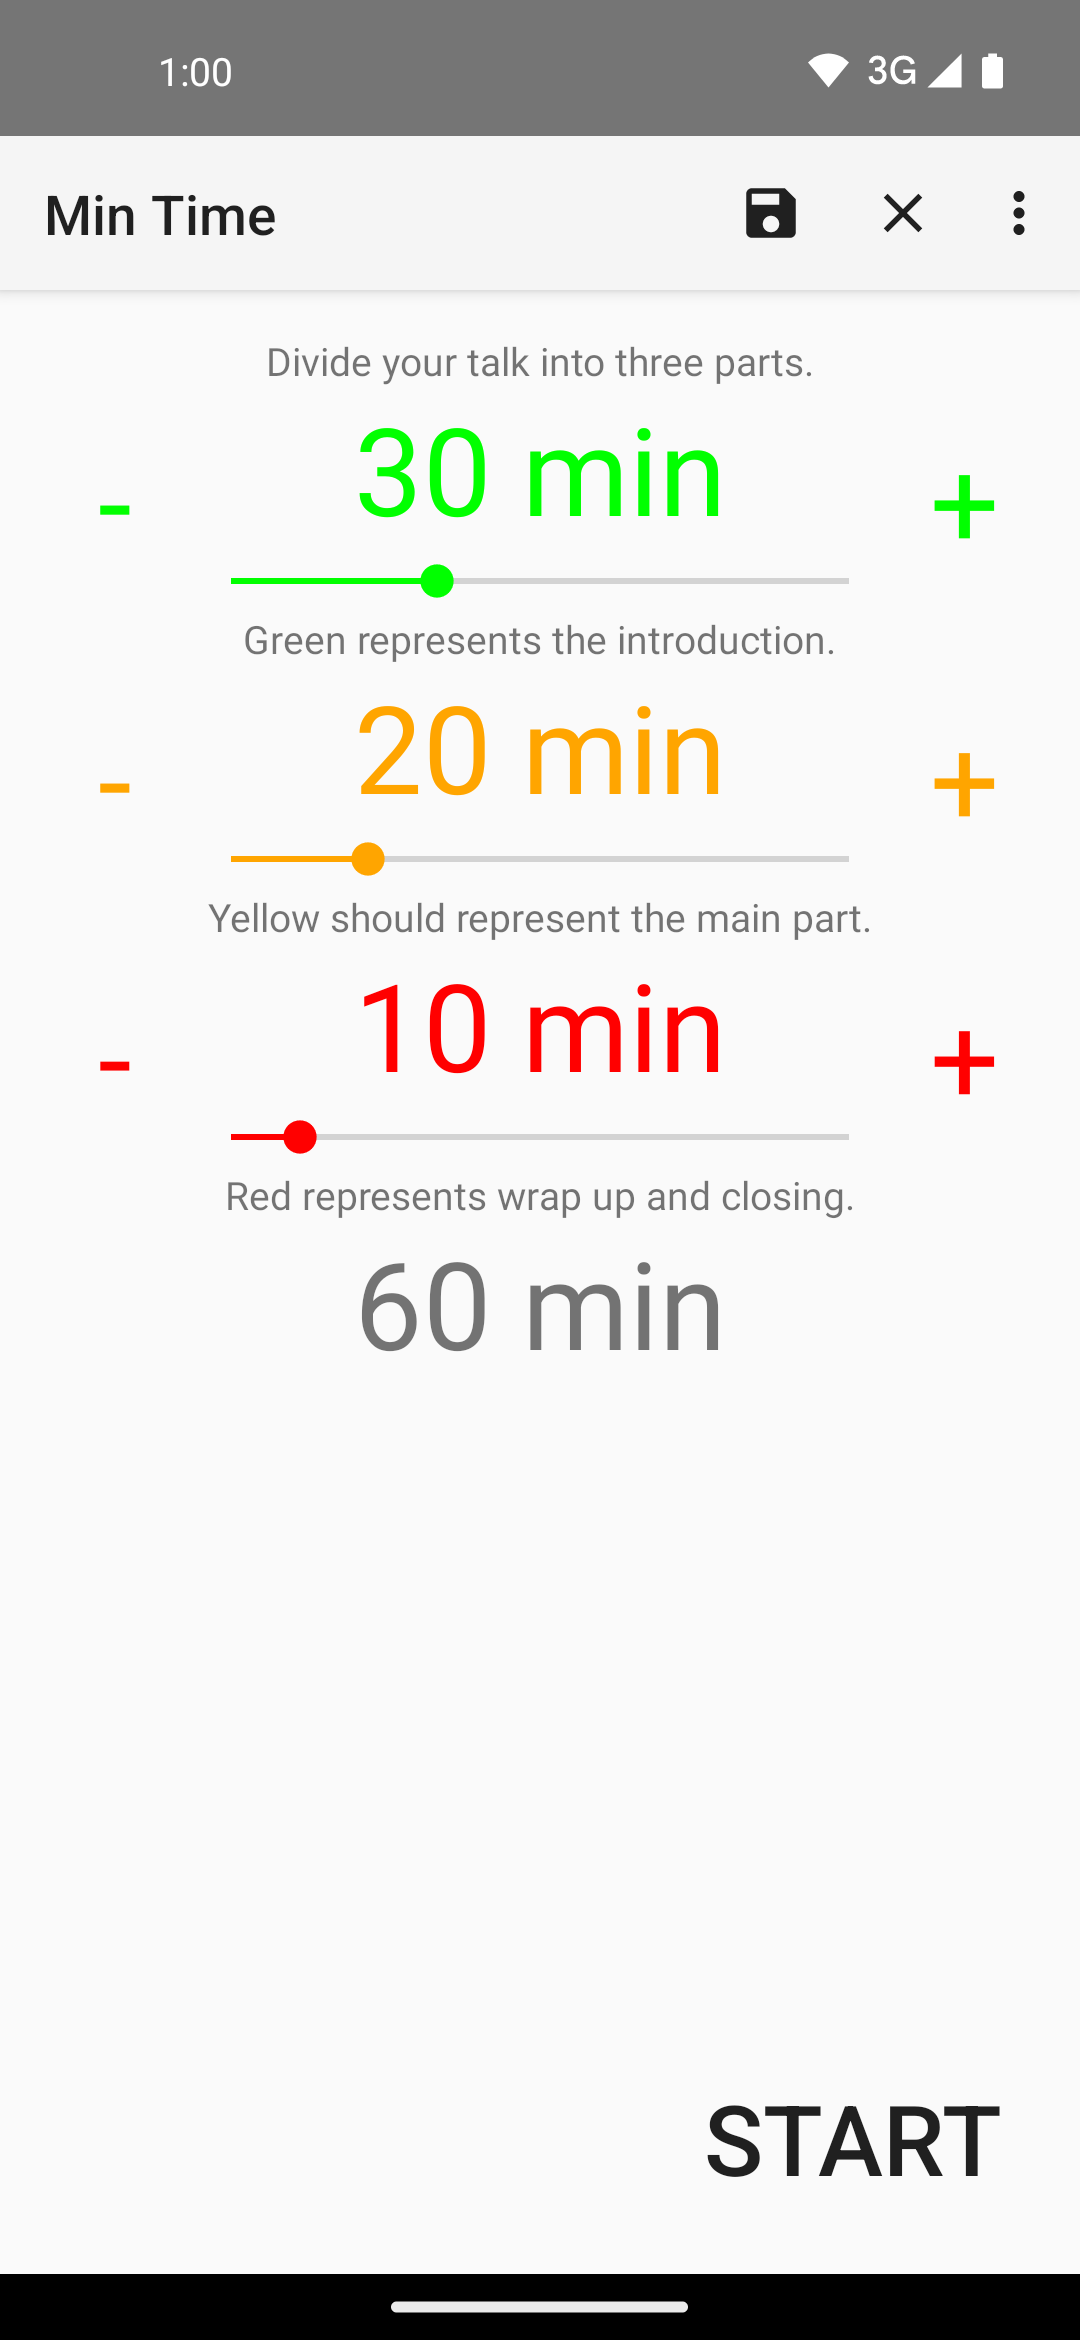 1:00
3G
Min Time
Divide your talk into three parts.
- 30 min +
Green represents the introduction.
- 20 min +
Yellow should represent the main part.
- 10 min +
Red represents wrap up and closing.
60 min
START